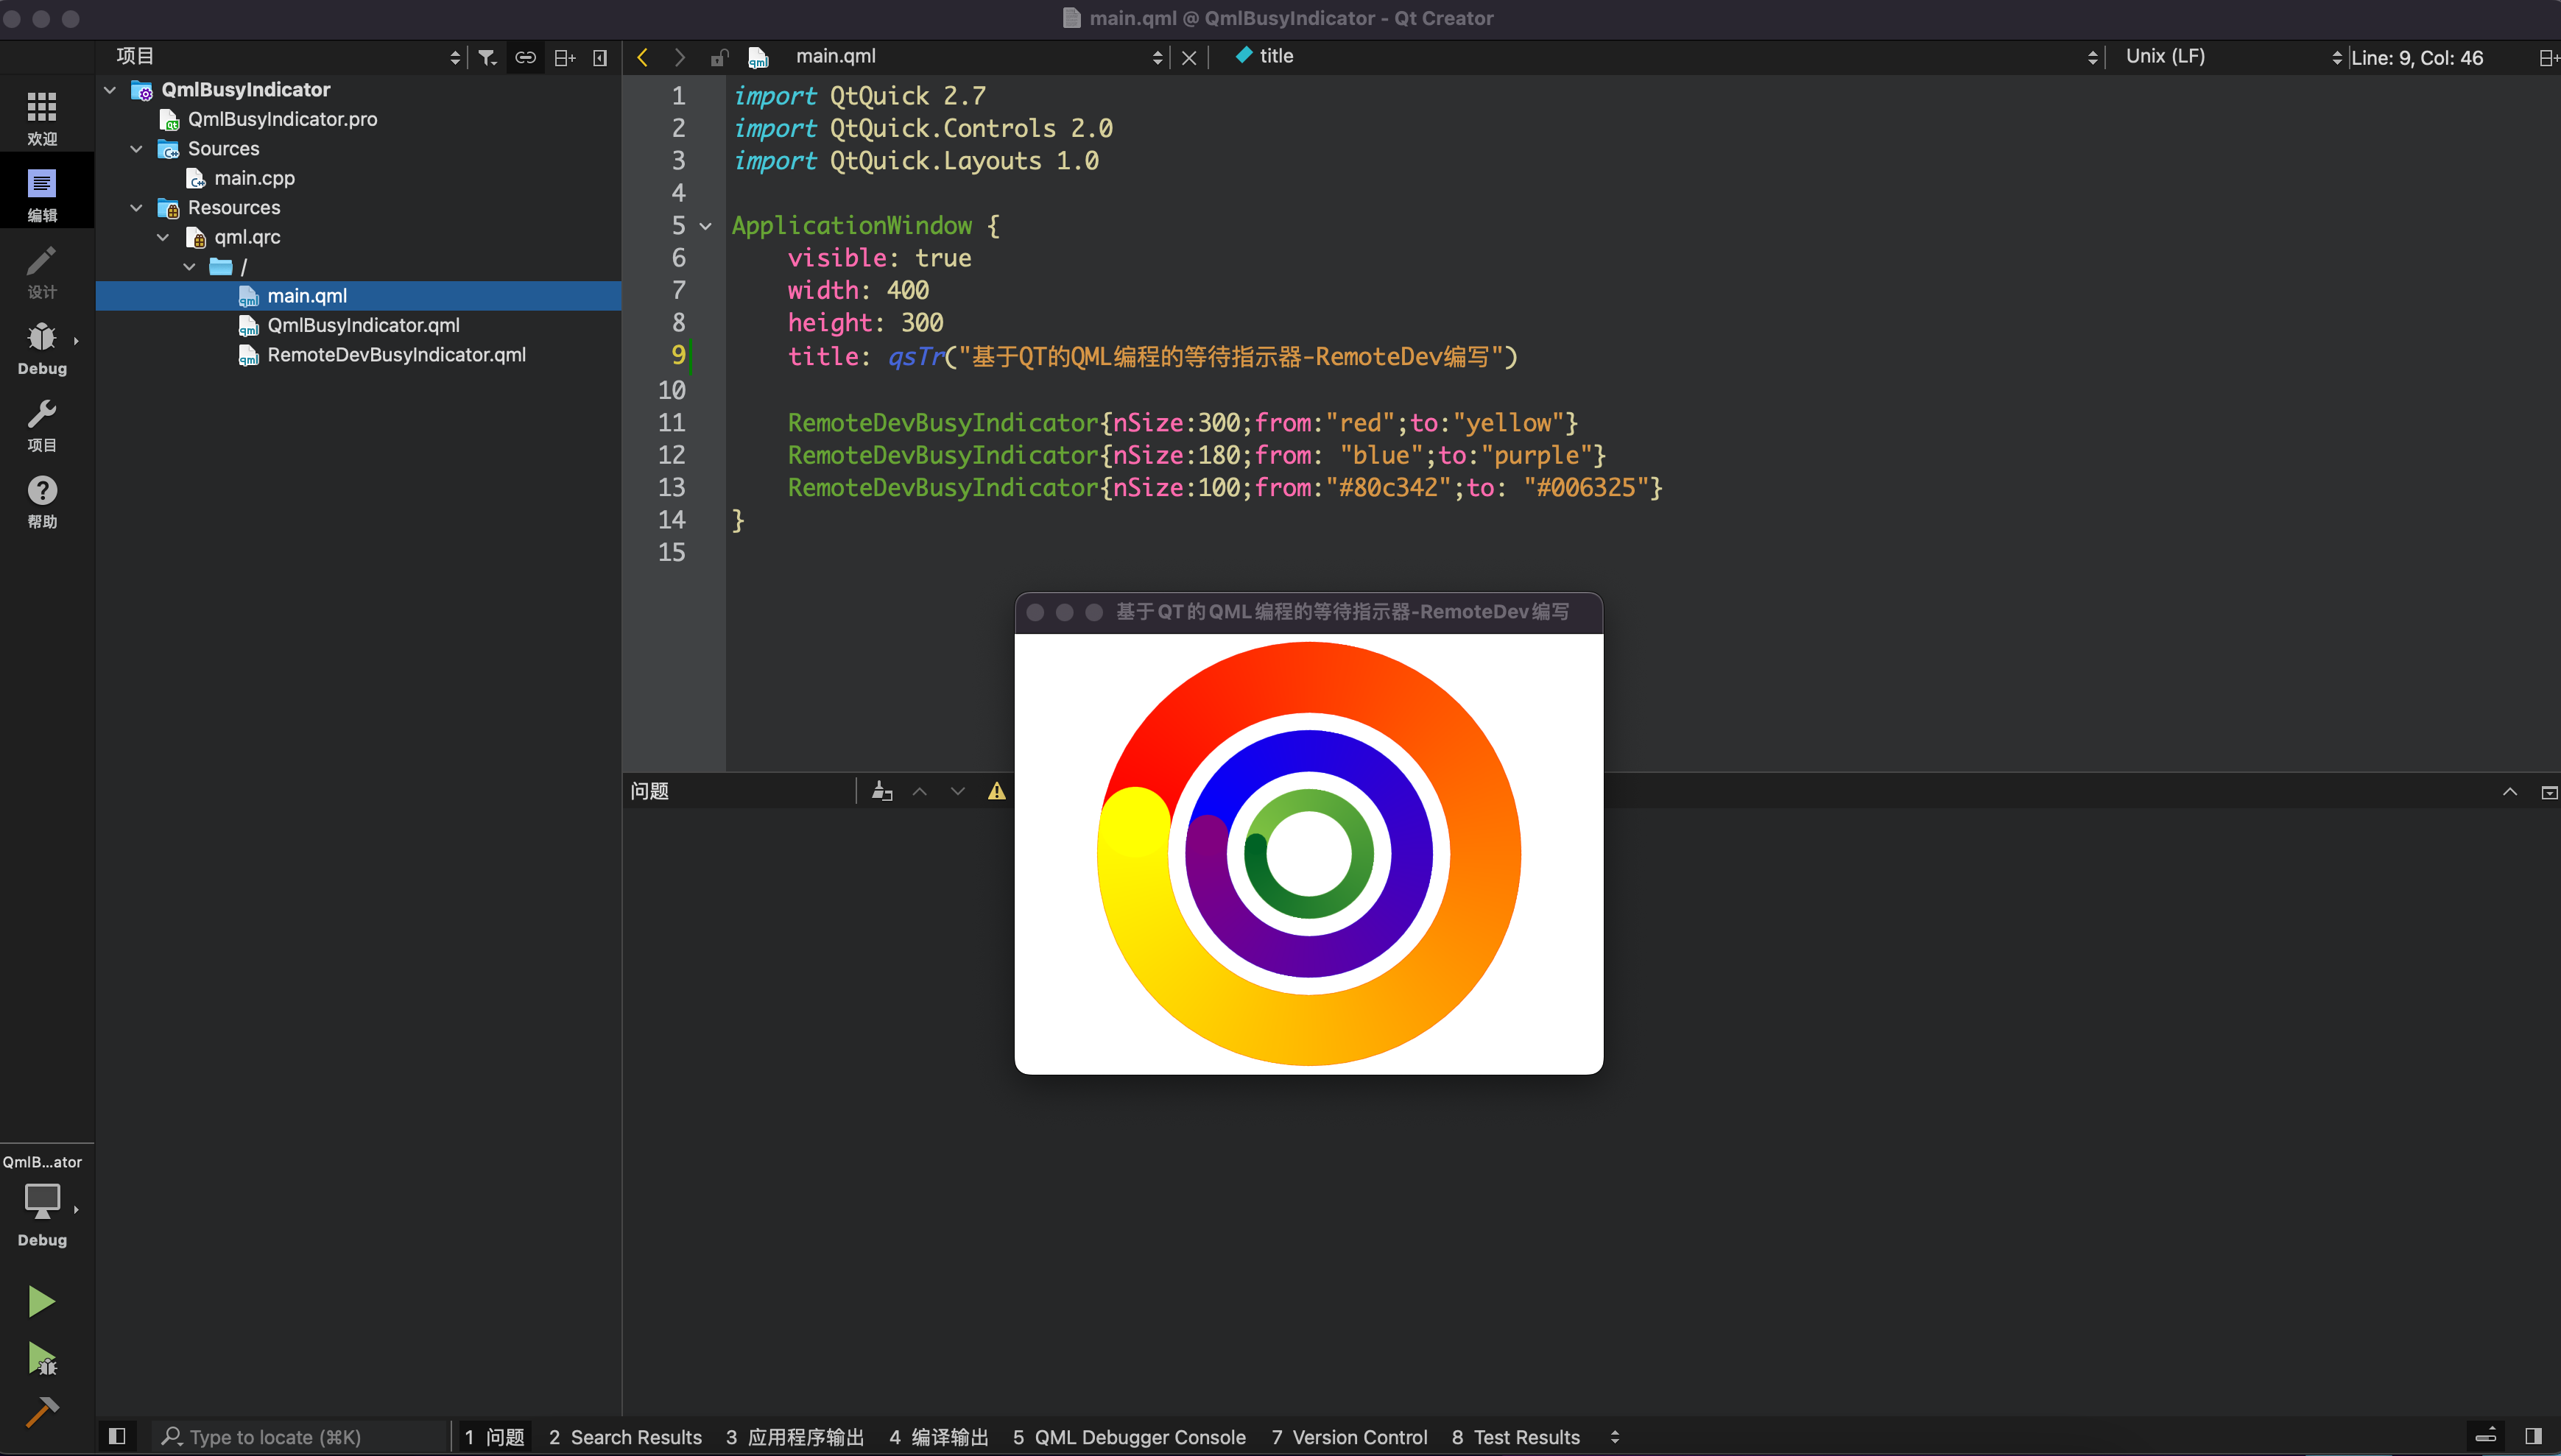 main.qml @ QmlBusyIndicator - Qt Creator
项目
main.qml
title
Unix (LF)
Line: 9, Col: 46
欢迎
编辑
设计
Debug
项目
帮助
QmlBusyIndicator
QmlBusyIndicator.pro
Sources
main.cpp
Resources
qml.qrc
/
main.qml
QmlBusyIndicator.qml
RemoteDevBusyIndicator.qml
1 import QtQuick 2.7
2 import QtQuick.Controls 2.0
3 import QtQuick.Layouts 1.0
4
5 ApplicationWindow {
6 visible: true
7 width: 400
8 height: 300
9 title: qsTr("基于QT的QML编程的等待指示器-RemoteDev编写")
10
11 RemoteDevBusyIndicator{nSize:300;from:"red";to:"yellow"}
12 RemoteDevBusyIndicator{nSize:180;from: "blue";to:"purple"}
13 RemoteDevBusyIndicator{nSize:100;from:"#80c342";to: "#006325"}
14 }
15
基于QT的QML编程的等待指示器-RemoteDev编写
问题
QmlB...ator
Debug
Type to locate (⌘K)
1 问题
2 Search Results
3 应用程序输出
4 编译输出
5 QML Debugger Console
7 Version Control
8 Test Results